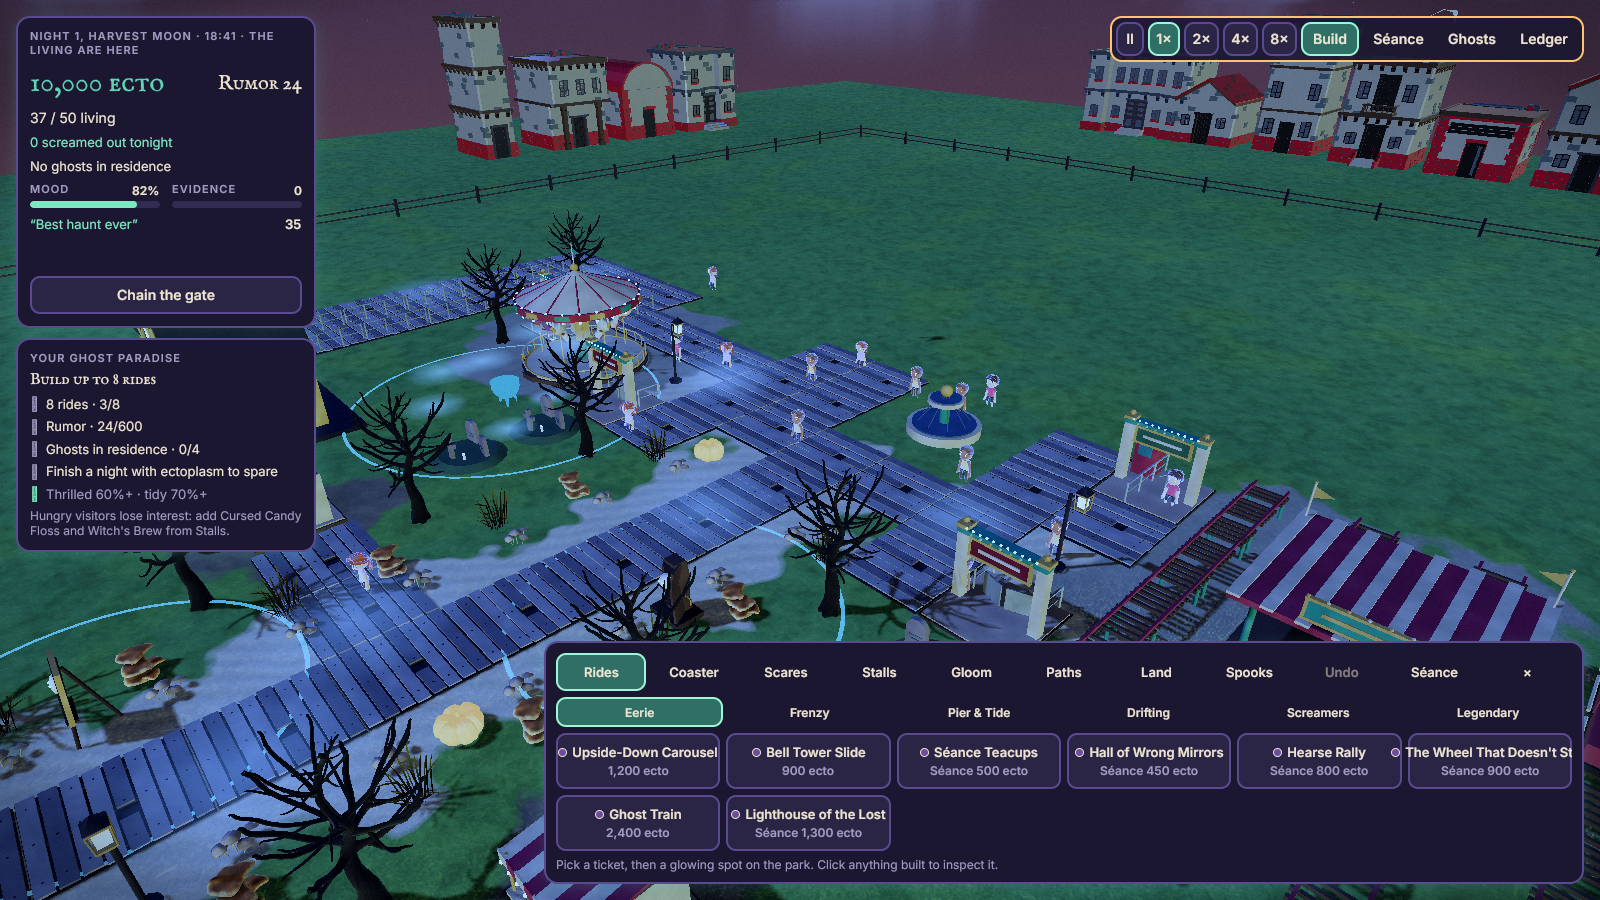 NIGHT 1, HARVEST MOON · 18:41 · THE
LIVING ARE HERE
10,000 ECTO
Rumor 24
37 / 50 living
0 screamed out tonight
No ghosts in residence
MOOD 82% EVIDENCE 0
“Best haunt ever” 35
Chain the gate
YOUR GHOST PARADISE
Build up to 8 rides
8 rides · 3/8
Rumor · 24/600
Ghosts in residence · 0/4
Finish a night with ectoplasm to spare
Thrilled 60%+ · tidy 70%+
Hungry visitors lose interest: add Cursed Candy
Floss and Witch's Brew from Stalls.
II 1× 2× 4× 8× Build Séance Ghosts Ledger
Rides Coaster Scares Stalls Gloom Paths Land Spooks Undo Séance ×
Eerie Frenzy Pier & Tide Drifting Screamers Legendary
Upside-Down Carousel
1,200 ecto
Bell Tower Slide
900 ecto
Séance Teacups
Séance 500 ecto
Hall of Wrong Mirrors
Séance 450 ecto
Hearse Rally
Séance 800 ecto
The Wheel That Doesn't St
Séance 900 ecto
Ghost Train
2,400 ecto
Lighthouse of the Lost
Séance 1,300 ecto
Pick a ticket, then a glowing spot on the park. Click anything built to inspect it.